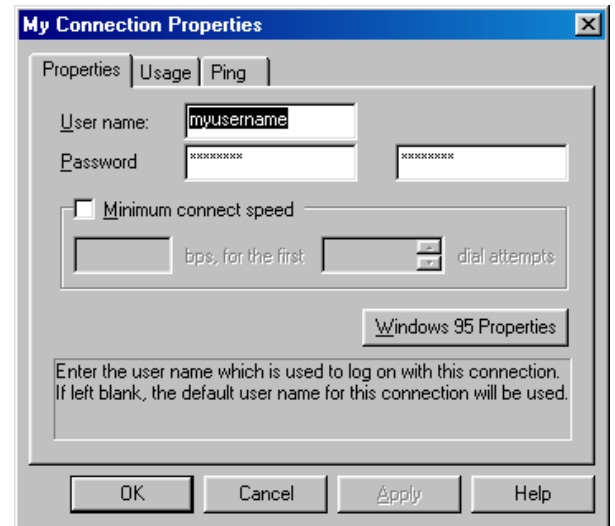 My Connection Properties
Properties Usage Ping
User name: myusername
Password ******** ********
Minimum connect speed
bps, for the first dial attempts
Windows 95 Properties
Enter the user name which is used to log on with this connection.
If left blank, the default user name for this connection will be used.
OK Cancel Apply Help